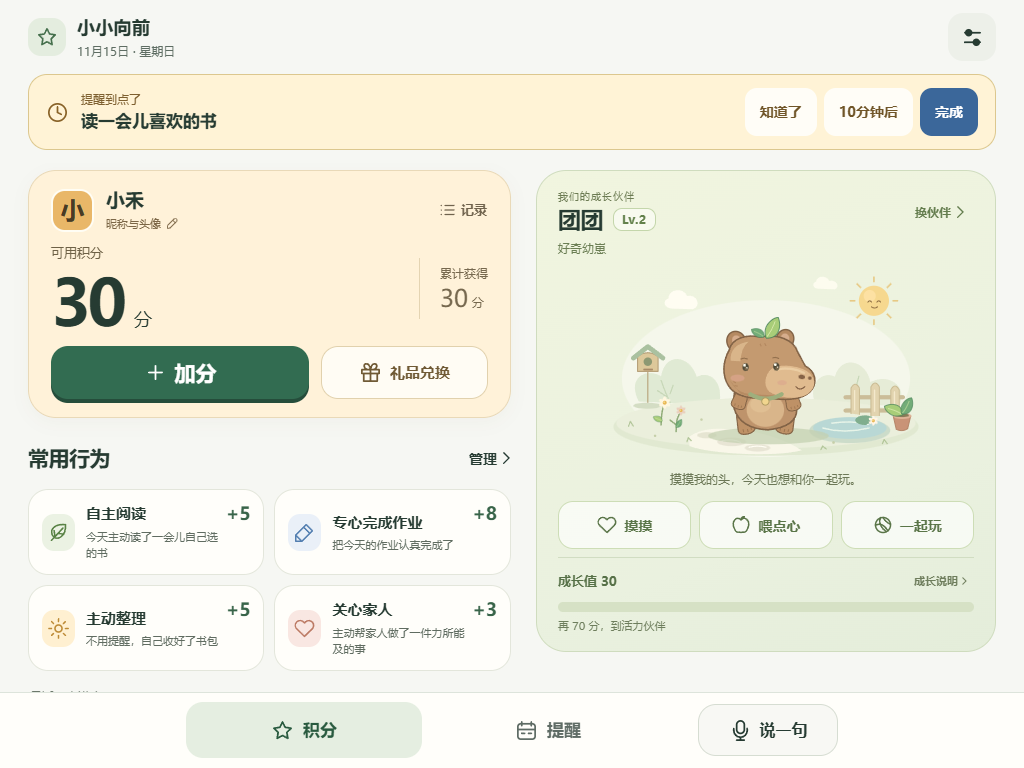 小小向前
11月15日 · 星期日
提醒到点了
读一会儿喜欢的书
知道了
10分钟后
完成
小
小禾
昵称与头像
记录
可用积分
30 分
累计获得
30 分
加分
礼品兑换
我们的成长伙伴
团团 Lv.2
好奇幼崽
换伙伴
摸摸我的头，今天也想和你一起玩。
摸摸
喂点心
一起玩
成长值 30
成长说明
再 70 分，到活力伙伴
常用行为
管理
自主阅读
+5
今天主动读了一会儿自己选
的书
专心完成作业
+8
把今天的作业认真完成了
主动整理
+5
不用提醒，自己收好了书包
关心家人
+3
主动帮家人做了一件力所能
及的事
积分
提醒
说一句